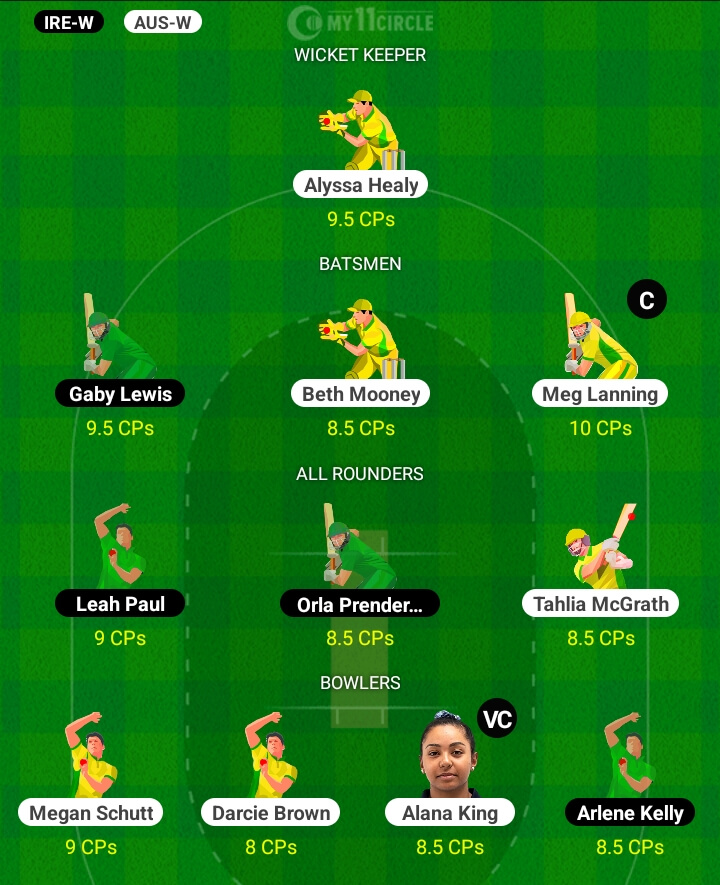 IRE-W AUS-W MY11CIRCLE
WICKET KEEPER
Alyssa Healy
9.5 CPs
BATSMEN
C
Gaby Lewis Beth Mooney Meg Lanning
9.5 CPs 8.5 CPs 10 CPs
ALL ROUNDERS
Leah Paul Orla Prender... Tahlia McGrath
9 CPs 8.5 CPs 8.5 CPs
BOWLERS
VC
Megan Schutt Darcie Brown Alana King Arlene Kelly
9 CPs 8 CPs 8.5 CPs 8.5 CPs